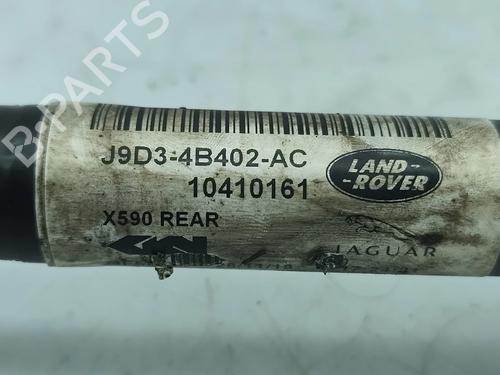 J9D3-4B402-AC
10410161
LAND-
-ROVER
X590 REAR
JAGUAR
B-PARTS